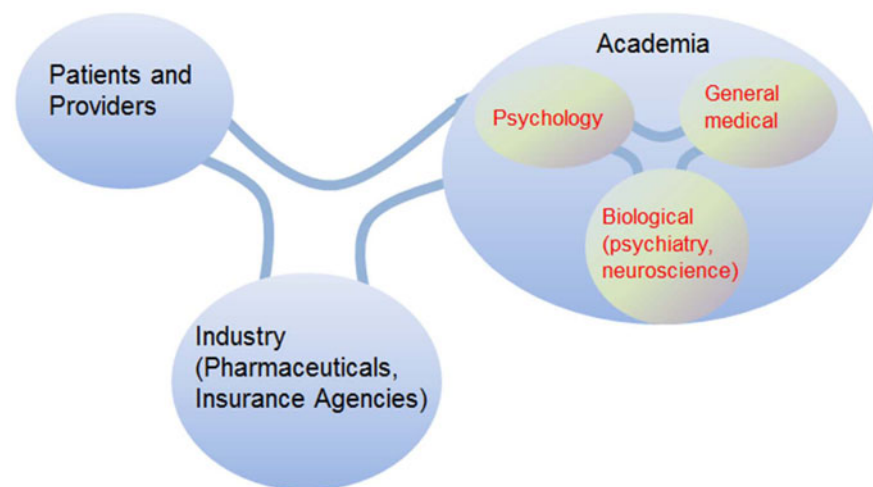 Patients and
Providers
Academia
Psychology
General
medical
Biological
(psychiatry,
neuroscience)
Industry
(Pharmaceuticals,
Insurance Agencies)